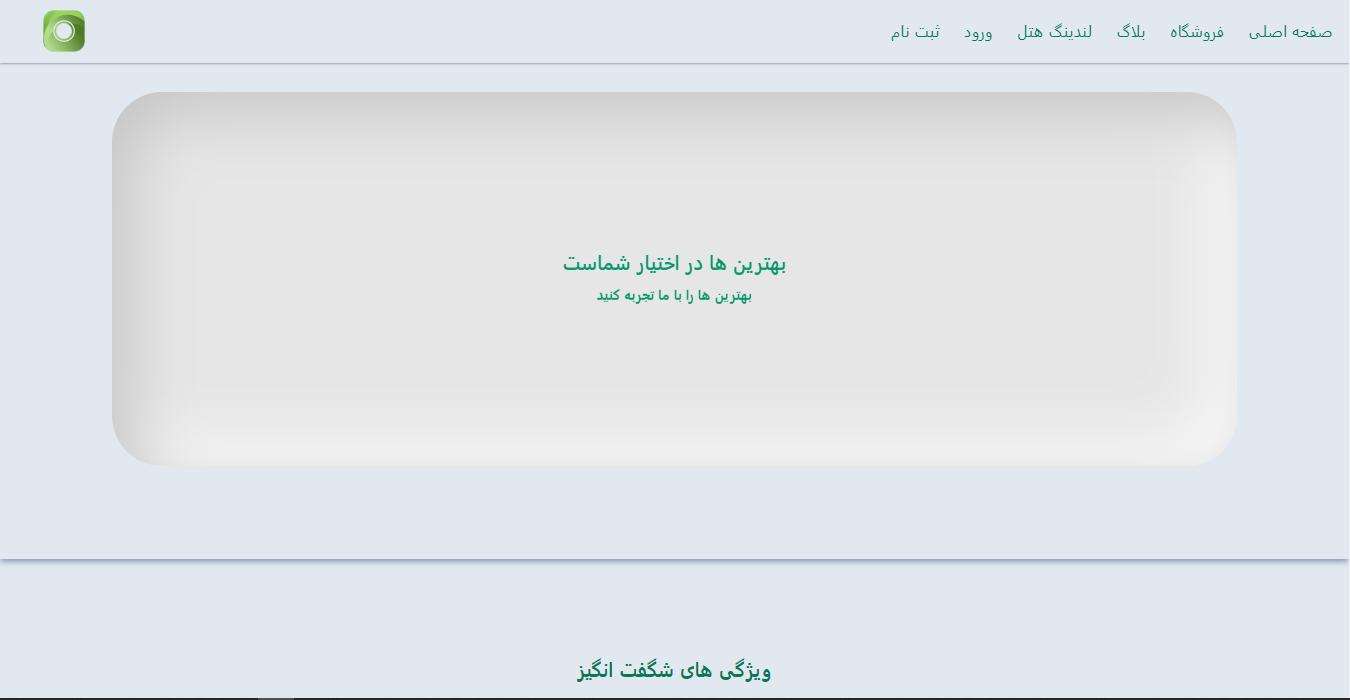 صفحه اصلی فروشگاه بلاگ لندینگ هتل ورود ثبت نام
بهترین ها در اختیار شماست
بهترین ها را با ما تجربه کنید
ویژگی های شگفت انگیز